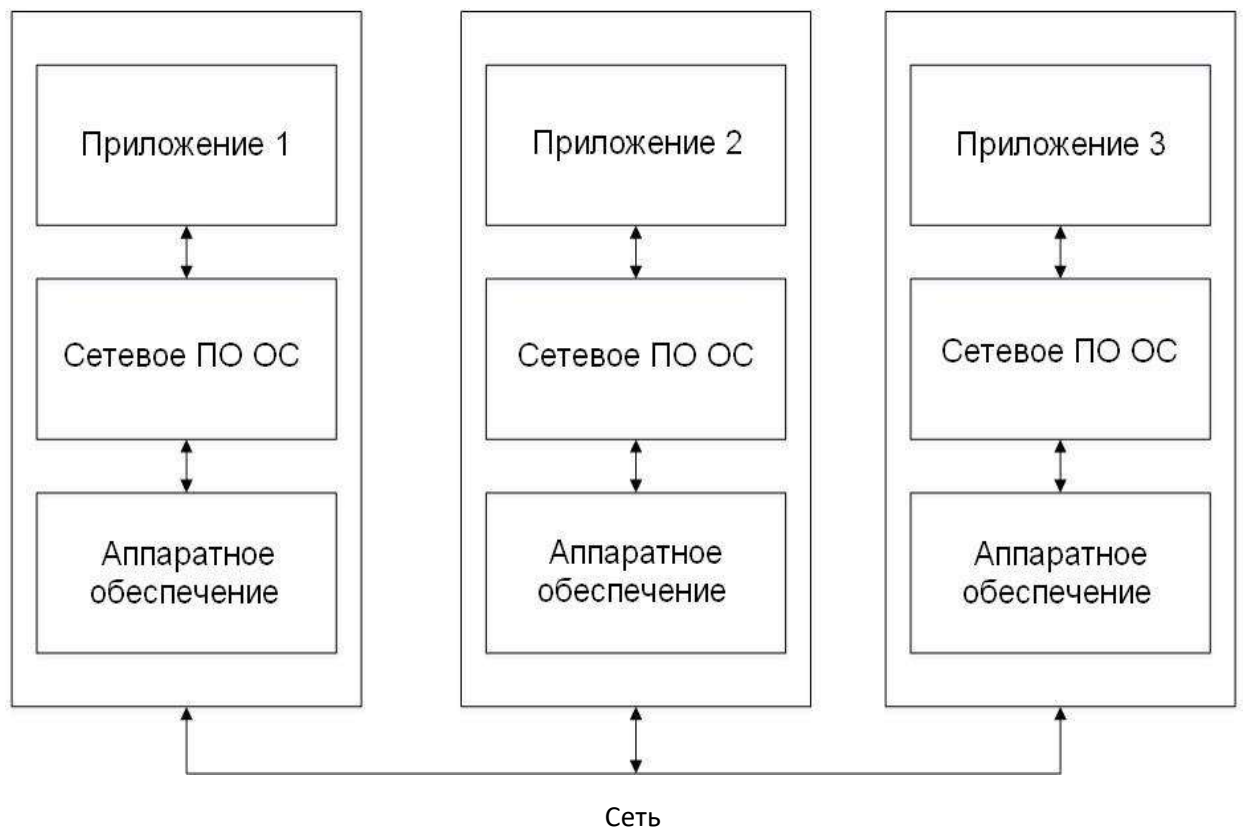 Приложение 1
Приложение 2
Приложение 3
Сетевое ПО ОС
Сетевое ПО ОС
Сетевое ПО ОС
Аппаратное
обеспечение
Аппаратное
обеспечение
Аппаратное
обеспечение
Сеть